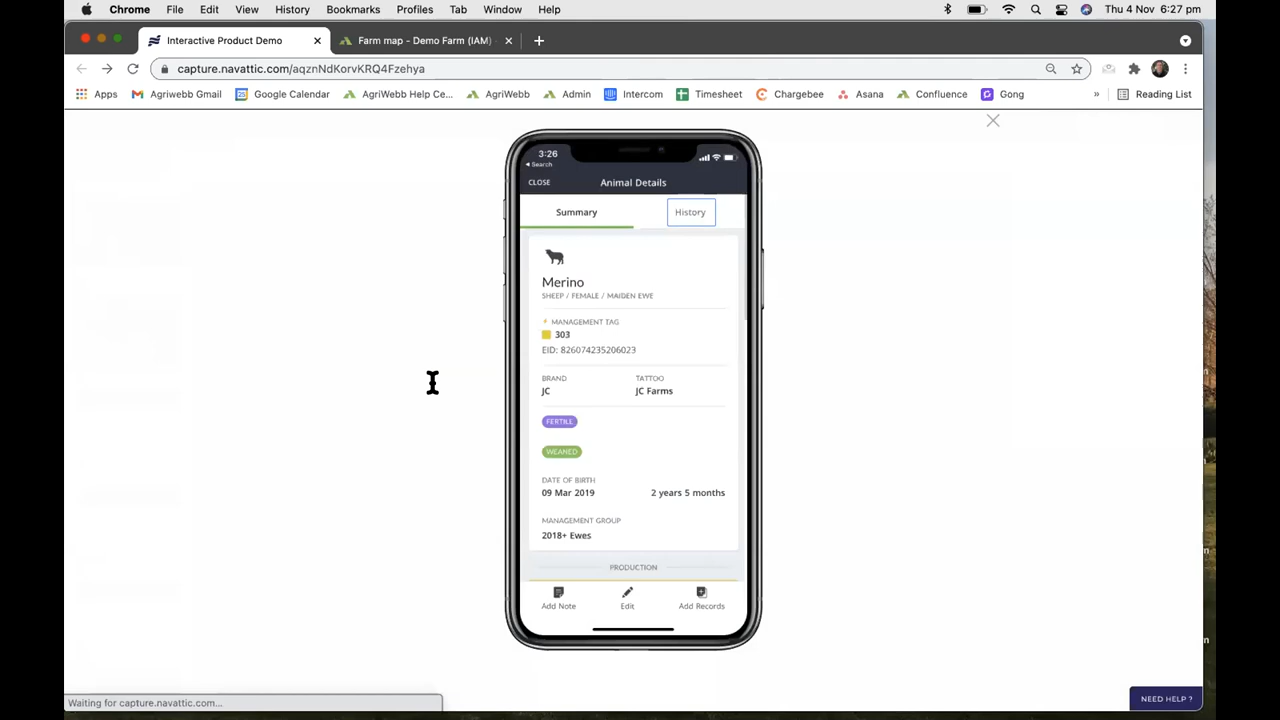 Chrome File Edit View History Bookmarks Profiles Tab Window Help Thu 4 Nov 6:27 pm
Interactive Product Demo Farm map - Demo Farm (IAM)
capture.navattic.com/aqznNdKorvKRQ4Fzehya
Apps Agriwebb Gmail Google Calendar AgriWebb Help Ce... AgriWebb Admin Intercom Timesheet Chargebee Asana Confluence Gong » Reading List
3:26
Search
CLOSE Animal Details
Summary History
Merino
SHEEP / FEMALE / MAIDEN EWE
MANAGEMENT TAG
303
EID: 826074235206023
BRAND TATTOO
JC JC Farms
FERTILE
WEANED
DATE OF BIRTH
09 Mar 2019 2 years 5 months
MANAGEMENT GROUP
2018+ Ewes
PRODUCTION
Add Note Edit Add Records
Waiting for capture.navattic.com...
NEED HELP ?